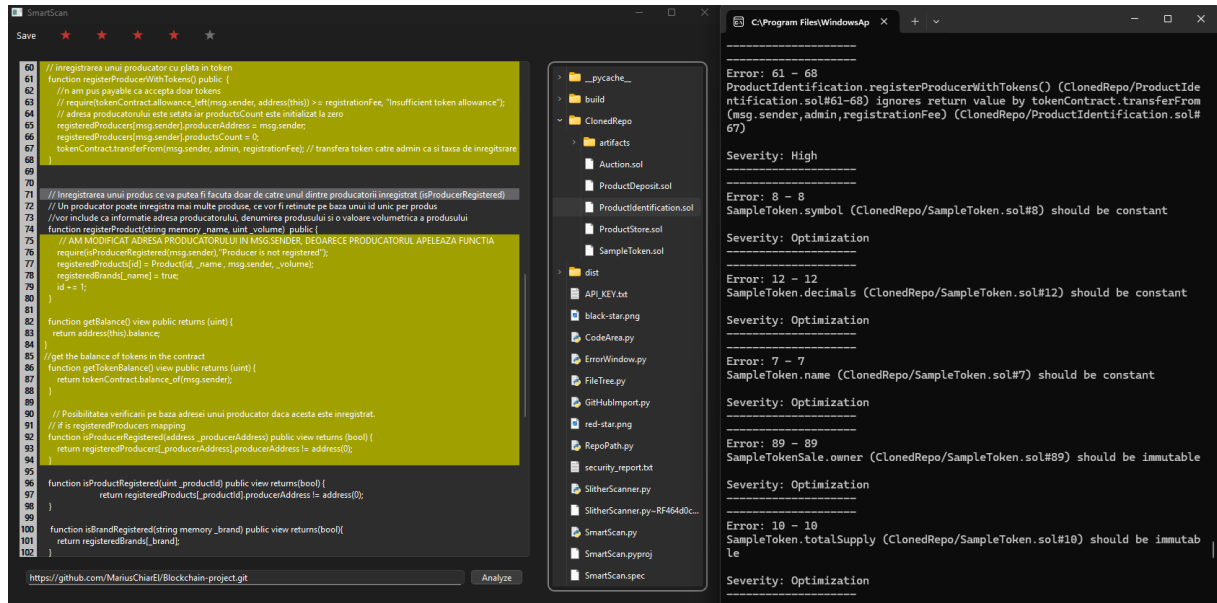 SmartScan
Save
60 // inregistrarea unui producator cu plata in token
61 function registerProducerWithTokens() public {
62 //n am pus payable ca accepta doar tokens
63 // require(tokenContract.allowance_left(msg.sender, address(this)) >= registrationFee, "Insufficient token allowance");
64 // adresa producatorului este setata iar productsCount este initializat la zero
65 registeredProducers[msg.sender].producerAddress = msg.sender;
66 registeredProducers[msg.sender].productsCount = 0;
67 tokenContract.transferFrom(msg.sender, admin, registrationFee); // transfera token catre admin ca si taxsa de inregitsrare
68 }
69
70
71 // Inregistrarea unui produs ce va putea fi facuta doar de catre unul dintre producatorii inregistrat (isProducerRegistered)
72 // Un producator poate inregistra mai multe produse, ce vor fi retinute pe baza unui id unic per produs
73 //vor include ca informatie adresa producatorului, denumirea produsului si o valoare volumetrica a produsului
74 function registerProduct(string memory _name, uint _volume) public {
75 // AM MODIFICAT ADRESA PRODUCATORULUI IN MSG.SENDER, DEOARECE PRODUCATORUL APELEAZA FUNCTIA
76 require(isProducerRegistered(msg.sender),"Producer is not registered");
77 registeredProducts[id] = Product(id, _name , msg.sender, _volume);
78 registeredBrands[_name] = true;
79 id += 1;
80 }
81
82 function getBalance() view public returns (uint) {
83 return address(this).balance;
84 }
85 //get the balance of tokens in the contract
86 function getTokenBalance() view public returns (uint) {
87 return tokenContract.balance_of(msg.sender);
88 }
89
90 // Posibilitatea verificarii pe baza adresei unui producator daca acesta este inregistrat.
91 // if is registeredProducers mapping
92 function isProducerRegistered(address _producerAddress) public view returns (bool) {
93 return registeredProducers[_producerAddress].producerAddress != address(0);
94 }
95
96 function isProductRegistered(uint _productId) public view returns(bool) {
97 return registeredProducts[_productId].producerAddress != address(0);
98 }
99
100 function isBrandRegistered(string memory _brand) public view returns(bool){
101 return registeredBrands[_brand];
102 }
https://github.com/MariusChiarEl/Blockchain-project.git
Analyze
__pycache__
build
ClonedRepo
artifacts
Auction.sol
ProductDeposit.sol
ProductIdentification.sol
ProductStore.sol
SampleToken.sol
dist
API_KEY.txt
black-star.png
CodeArea.py
ErrorWindow.py
FileTree.py
GitHubImport.py
red-star.png
RepoPath.py
security_report.txt
SlitherScanner.py
SlitherScanner.py~RF464d0c...
SmartScan.py
SmartScan.pyproj
SmartScan.spec
C:\Program Files\WindowsAp
--------------------
--------------------
Error: 61 - 68
ProductIdentification.registerProducerWithTokens() (ClonedRepo/ProductIde
ntification.sol#61-68) ignores return value by tokenContract.transferFrom
(msg.sender,admin,registrationFee) (ClonedRepo/ProductIdentification.sol#
67)
Severity: High
--------------------
--------------------
Error: 8 - 8
SampleToken.symbol (ClonedRepo/SampleToken.sol#8) should be constant
Severity: Optimization
--------------------
--------------------
Error: 12 - 12
SampleToken.decimals (ClonedRepo/SampleToken.sol#12) should be constant
Severity: Optimization
--------------------
--------------------
Error: 7 - 7
SampleToken.name (ClonedRepo/SampleToken.sol#7) should be constant
Severity: Optimization
--------------------
--------------------
Error: 89 - 89
SampleTokenSale.owner (ClonedRepo/SampleToken.sol#89) should be immutable
Severity: Optimization
--------------------
--------------------
Error: 10 - 10
SampleToken.totalSupply (ClonedRepo/SampleToken.sol#10) should be immutab
le
Severity: Optimization
--------------------